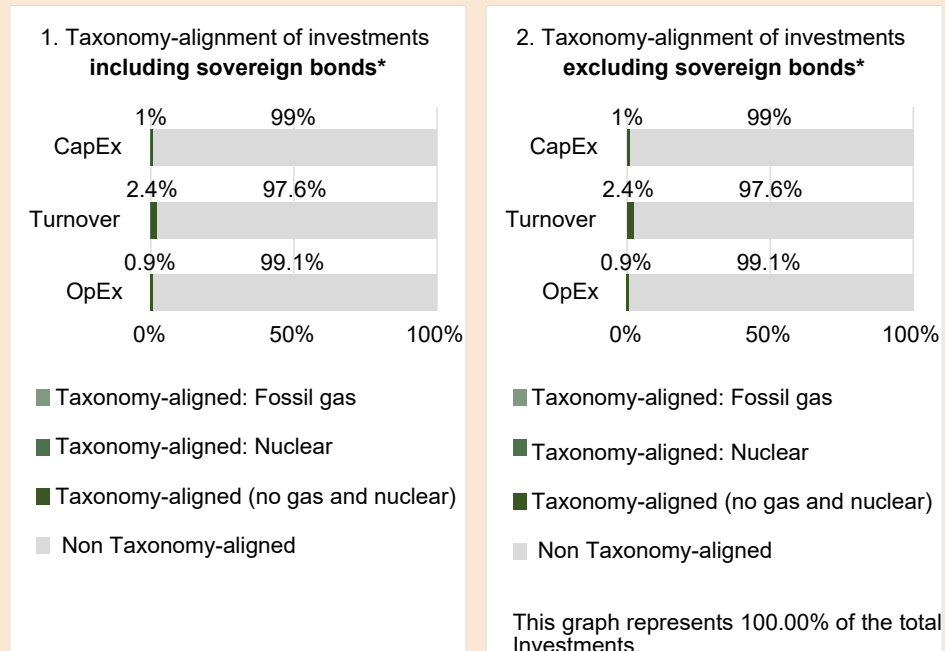 1. Taxonomy-alignment of investments
including sovereign bonds*
1% 99%
CapEx
2.4% 97.6%
Turnover
0.9% 99.1%
OpEx
0% 50% 100%
Taxonomy-aligned: Fossil gas
Taxonomy-aligned: Nuclear
Taxonomy-aligned (no gas and nuclear)
Non Taxonomy-aligned
2. Taxonomy-alignment of investments
excluding sovereign bonds*
1% 99%
CapEx
2.4% 97.6%
Turnover
0.9% 99.1%
OpEx
0% 50% 100%
Taxonomy-aligned: Fossil gas
Taxonomy-aligned: Nuclear
Taxonomy-aligned (no gas and nuclear)
Non Taxonomy-aligned
This graph represents 100.00% of the total
Investments.